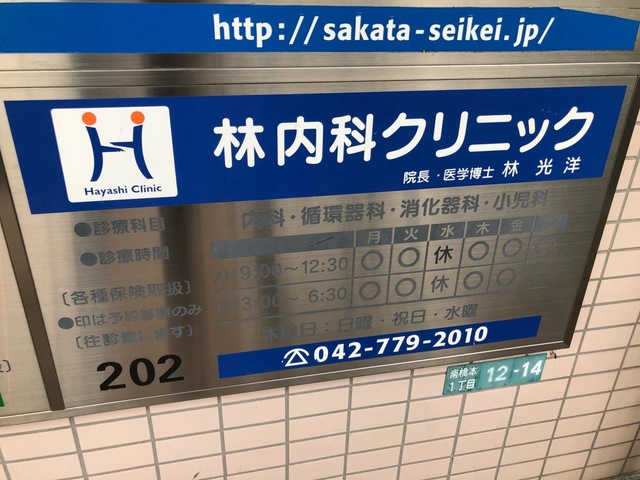 http://sakata-seikei.jp/
林内科クリニック
院長・医学博士 林 光洋
Hayashi Clinic
●診療科目 内科・循環器科・消化器科・小児科
●診療時間 月 火 水 木 金
AM 9:00〜12:30 ○ ○ 休 ○ ○
PM 3:00〜6:30 ○ ○ 休 ○ ○
〔各種保険取扱〕
●印は予約診療のみ
〔往診致します〕
休診日：日曜・祝日・水曜
202
☎042-779-2010
南橋本
1丁目 12-14